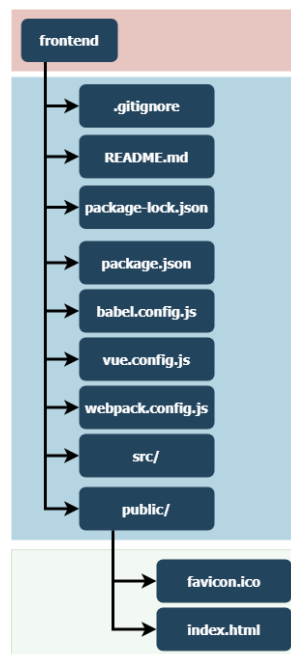 frontend
.gitignore
README.md
package-lock.json
package.json
babel.config.js
vue.config.js
webpack.config.js
src/
public/
favicon.ico
index.html